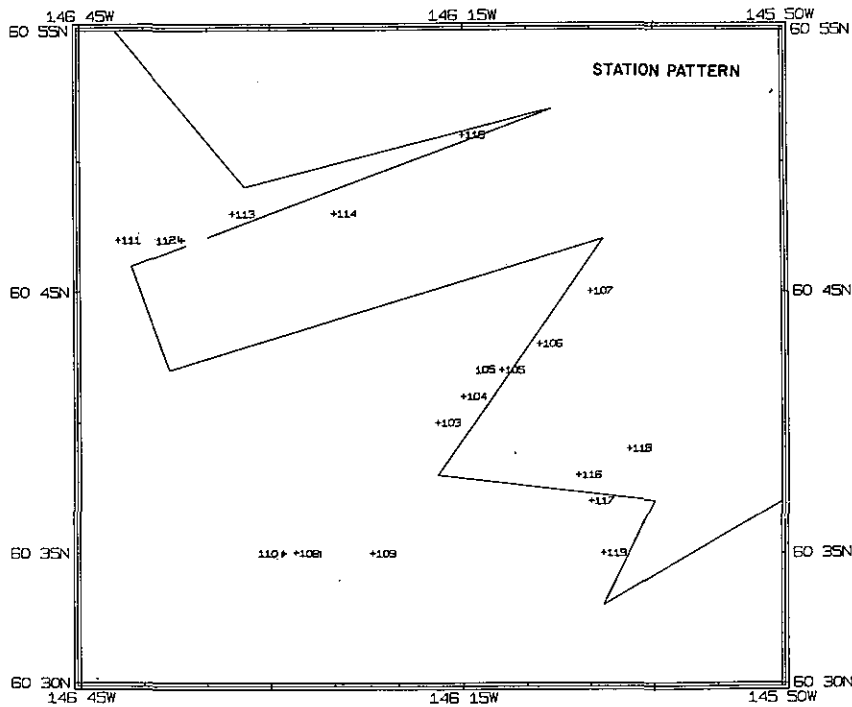 146 45W 146 15W 145 50W
60 55N 60 55N
STATION PATTERN
+115
+113 +114
+111 112+
60 45N +107 60 45N
+106
105 +105
+104
+103
+118
+116
+117
60 35N +108 +109 +119 60 35N
60 30N 60 30N
146 45W 146 15W 145 50W